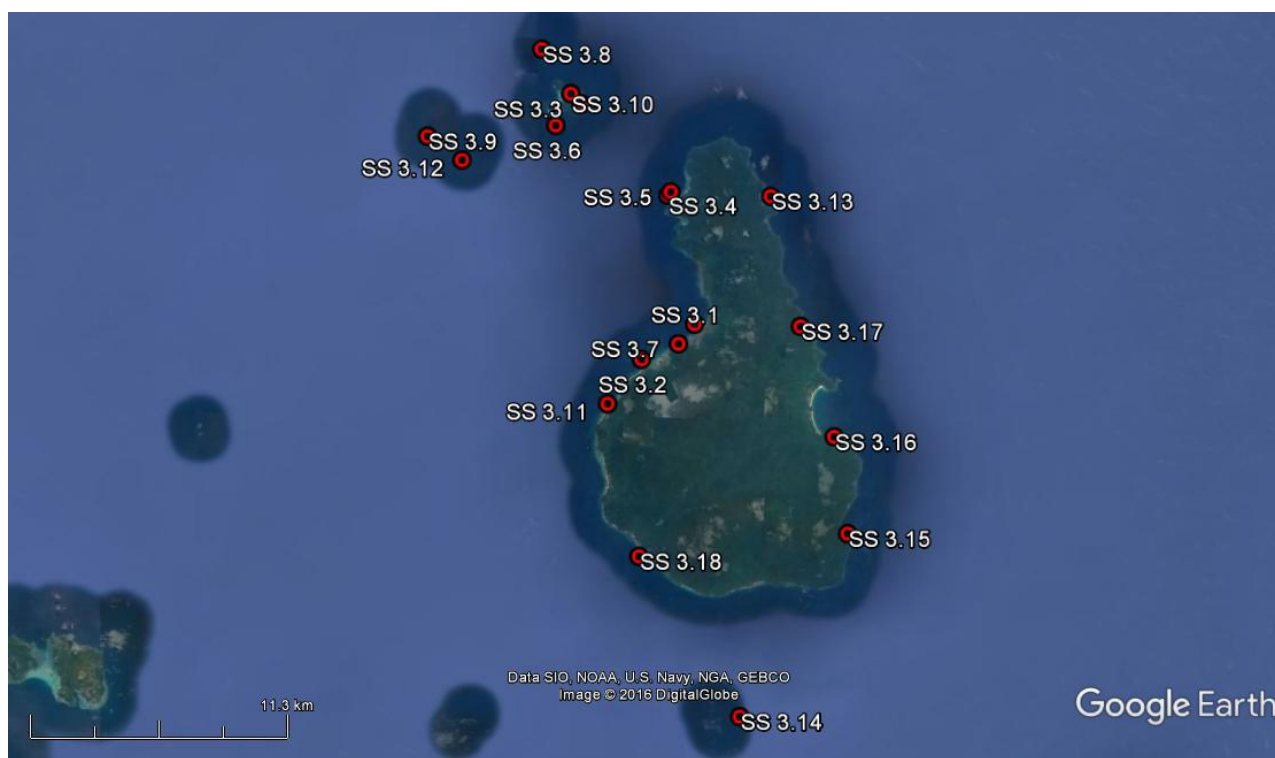 SS 3.8
SS 3.3
SS 3.10
SS 3.9
SS 3.6
SS 3.12
SS 3.5
SS 3.4
SS 3.13
SS 3.1
SS 3.17
SS 3.7
SS 3.2
SS 3.11
SS 3.16
SS 3.15
SS 3.18
Data SIO, NOAA, U.S. Navy, NGA, GEBCO
Image © 2016 DigitalGlobe
11.3 km
Google Earth
SS 3.14